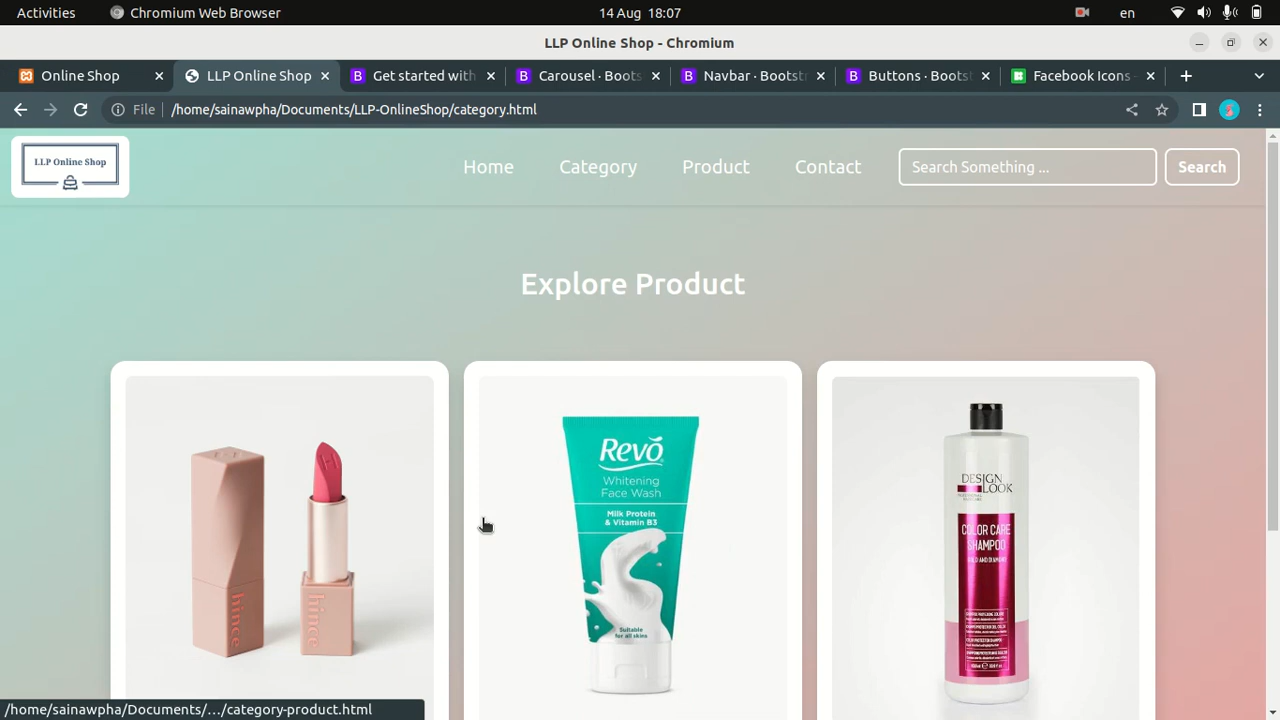 Activities
Chromium Web Browser
14 Aug 18:07
en
LLP Online Shop - Chromium
Online Shop
LLP Online Shop
Get started with
Carousel · Boots
Navbar · Bootstr
Buttons · Bootst
Facebook Icons
File
/home/sainawpha/Documents/LLP-OnlineShop/category.html
LLP Online Shop
Home
Category
Product
Contact
Search Something ...
Search
Explore Product
hince
hince
Revo
Whitening
Face Wash
Milk Protein
& Vitamin B3
Suitable
for all skins
DESIGN
LOOK
COLOR CARE
SHAMPOO
/home/sainawpha/Documents/…/category-product.html